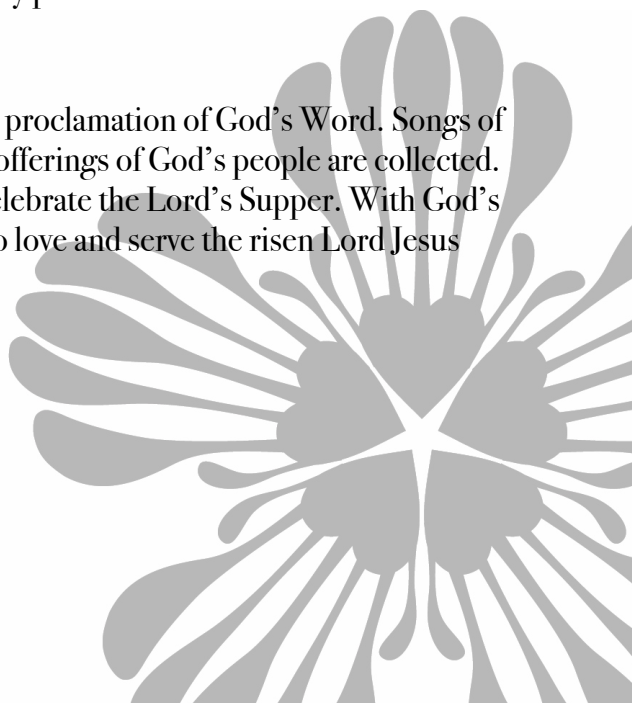 proclamation of God’s Word. Songs of
offerings of God’s people are collected.
the Lord’s Supper. With God’s
love and serve the risen Lord Jesus